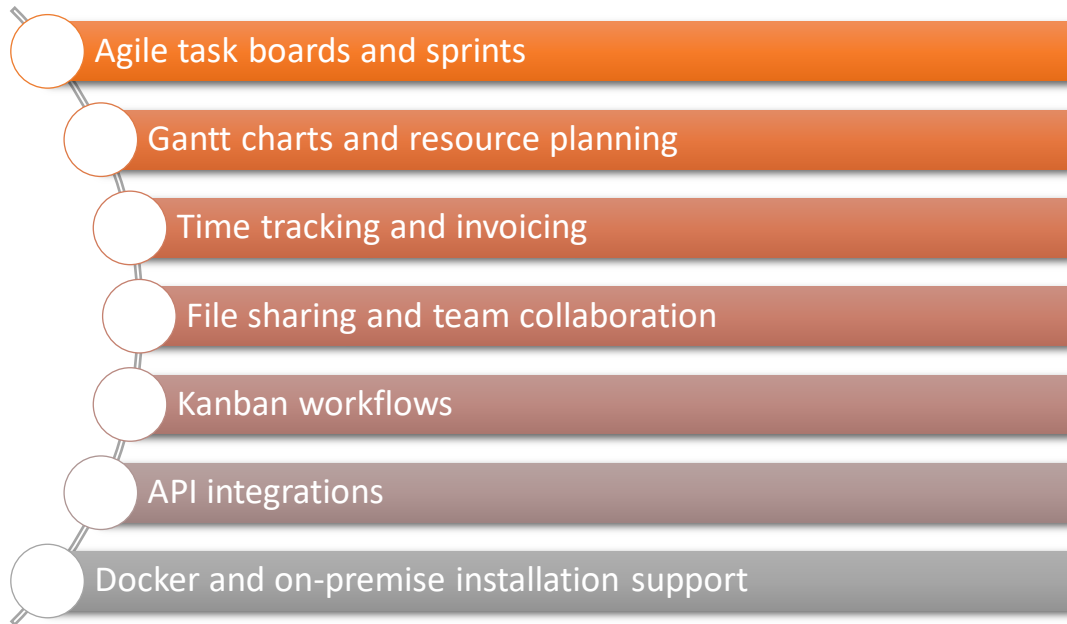 Agile task boards and sprints
Gantt charts and resource planning
Time tracking and invoicing
File sharing and team collaboration
Kanban workflows
API integrations
Docker and on-premise installation support